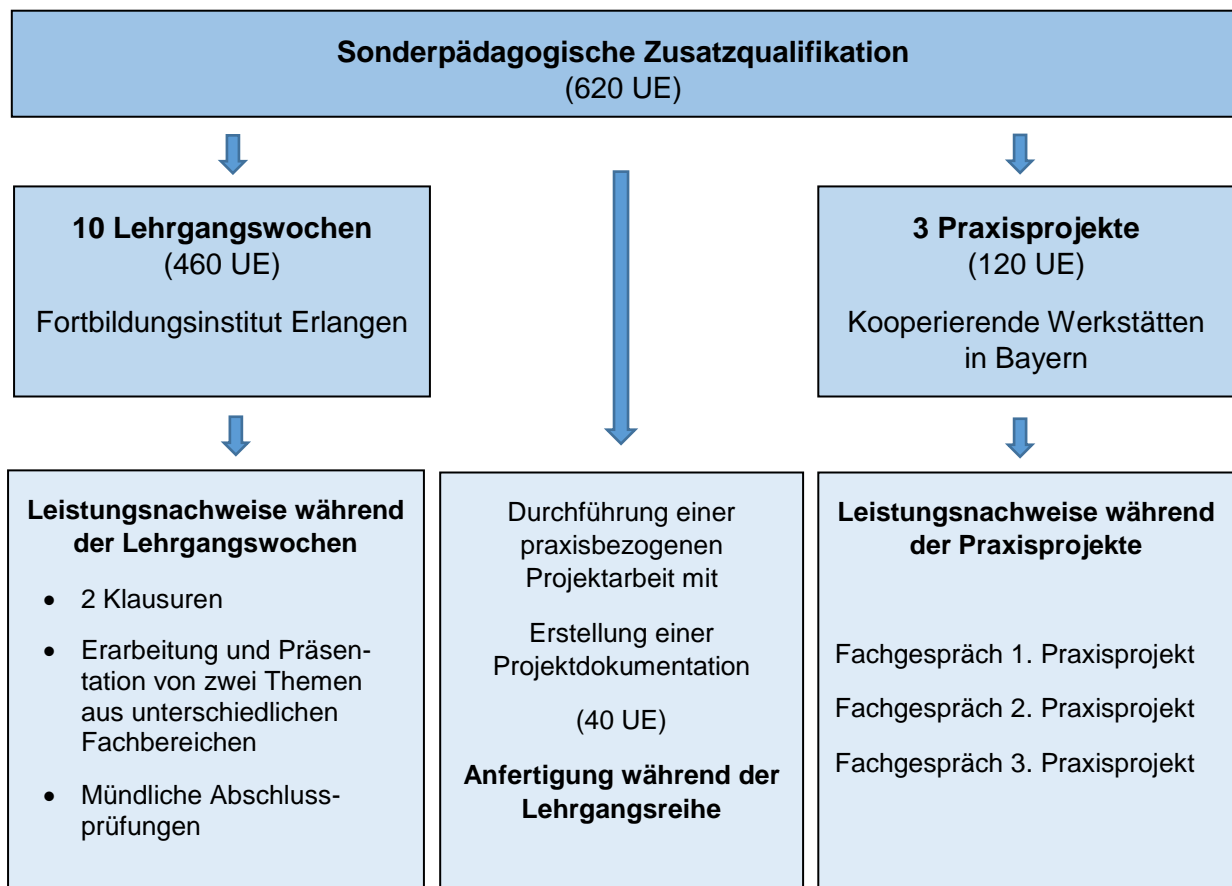 Sonderpädagogische Zusatzqualifikation
(620 UE)
10 Lehrgangswochen
(460 UE)
Fortbildungsinstitut Erlangen
3 Praxisprojekte
(120 UE)
Kooperierende Werkstätten
in Bayern
Leistungsnachweise während
der Lehrgangswochen
• 2 Klausuren
• Erarbeitung und Präsen-
tation von zwei Themen
aus unterschiedlichen
Fachbereichen
• Mündliche Abschluss-
prüfungen
Durchführung einer
praxisbezogenen
Projektarbeit mit
Erstellung einer
Projektdokumentation
(40 UE)
Anfertigung während der
Lehrgangsreihe
Leistungsnachweise während
der Praxisprojekte
Fachgespräch 1. Praxisprojekt
Fachgespräch 2. Praxisprojekt
Fachgespräch 3. Praxisprojekt